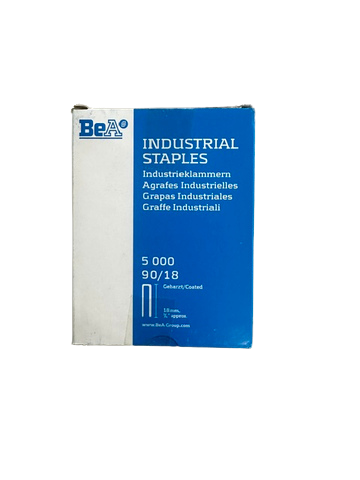 BeA®
INDUSTRIAL
STAPLES
Industrieklammern
Agrafes Industrielles
Grapas Industriales
Graffe Industriali
5 000
90/18
Geharzt/Coated
18 mm,
approx.
www.BeA-Group.com